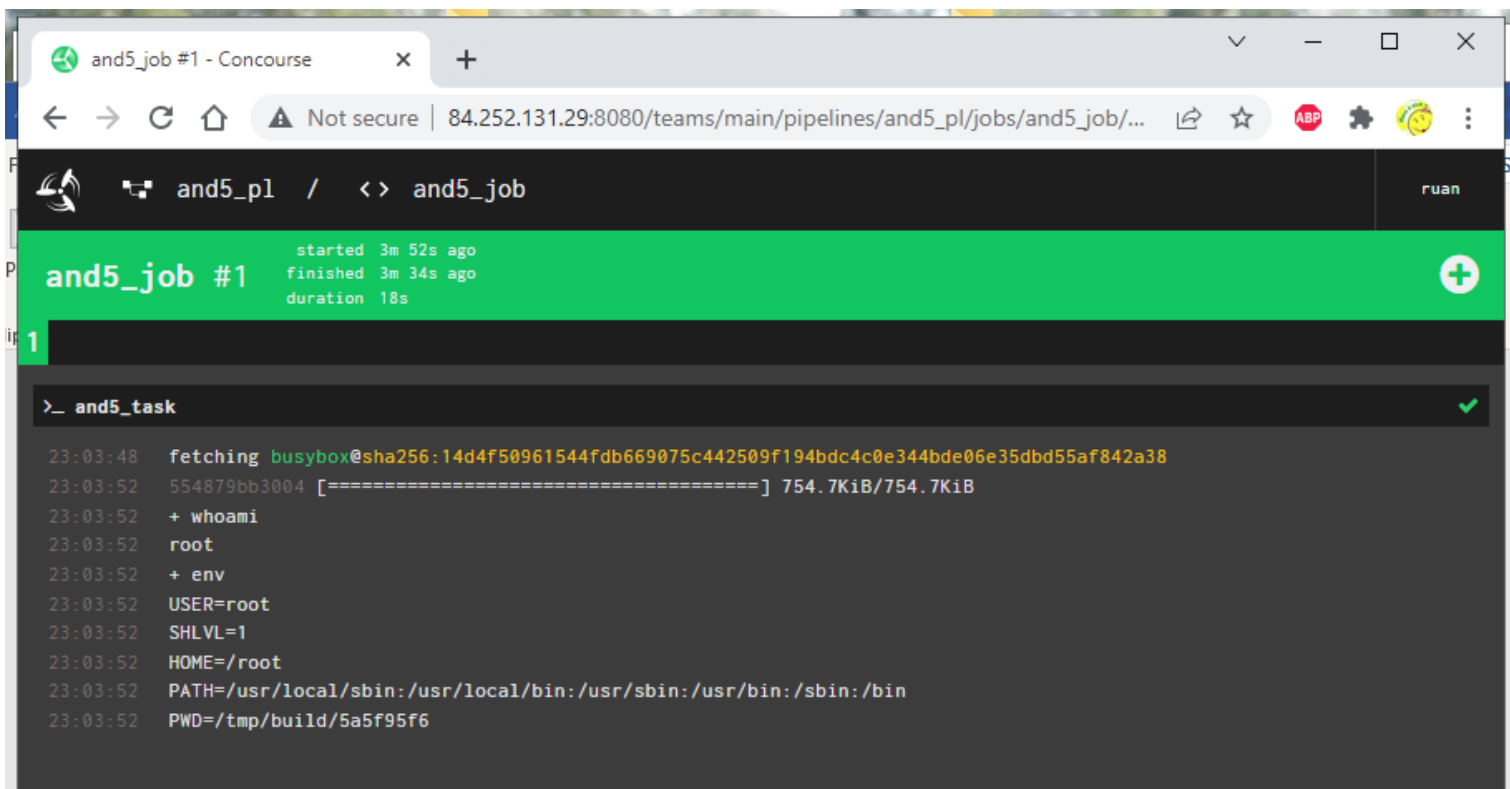 and5_job #1 - Concourse
Not secure | 84.252.131.29:8080/teams/main/pipelines/and5_pl/jobs/and5_job/...
ABP
and5_pl / <> and5_job
ruan
and5_job #1
started 3m 52s ago
finished 3m 34s ago
duration 18s
1
>_ and5_task
23:03:48 fetching busybox@sha256:14d4f50961544fdb669075c442509f194bdc4c0e344bde06e35dbd55af842a38
23:03:52 554879bb3004 [======================================] 754.7KiB/754.7KiB
23:03:52 + whoami
23:03:52 root
23:03:52 + env
23:03:52 USER=root
23:03:52 SHLVL=1
23:03:52 HOME=/root
23:03:52 PATH=/usr/local/sbin:/usr/local/bin:/usr/sbin:/usr/bin:/sbin:/bin
23:03:52 PWD=/tmp/build/5a5f95f6